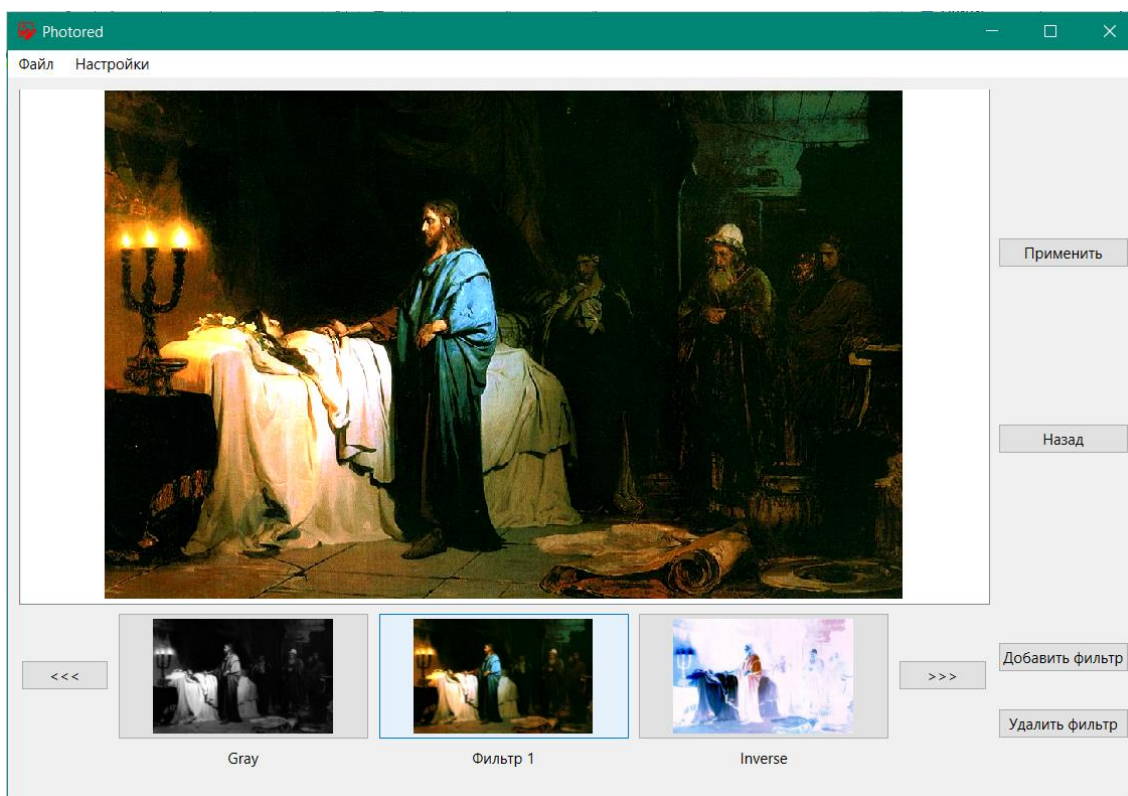 Photored
Файл Настройки
Применить
Назад
<<< >>>
Добавить фильтр
Удалить фильтр
Gray Фильтр 1 Inverse